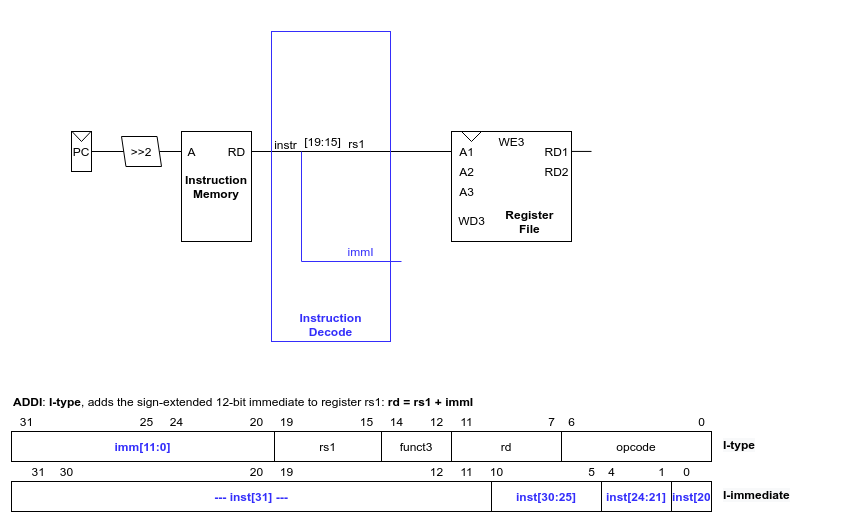 instr [19:15] rs1
PC >>2 A RD
Instruction
Memory
WE3
A1 RD1
A2 RD2
A3
WD3 Register
File
immI
Instruction
Decode
ADDI: I-type, adds the sign-extended 12-bit immediate to register rs1: rd = rs1 + immI
31 25 24 20 19 15 14 12 11 7 6 0
imm[11:0] rs1 funct3 rd opcode I-type
31 30 20 19 12 11 10 5 4 1 0
--- inst[31] --- inst[30:25] inst[24:21] inst[20 I-immediate